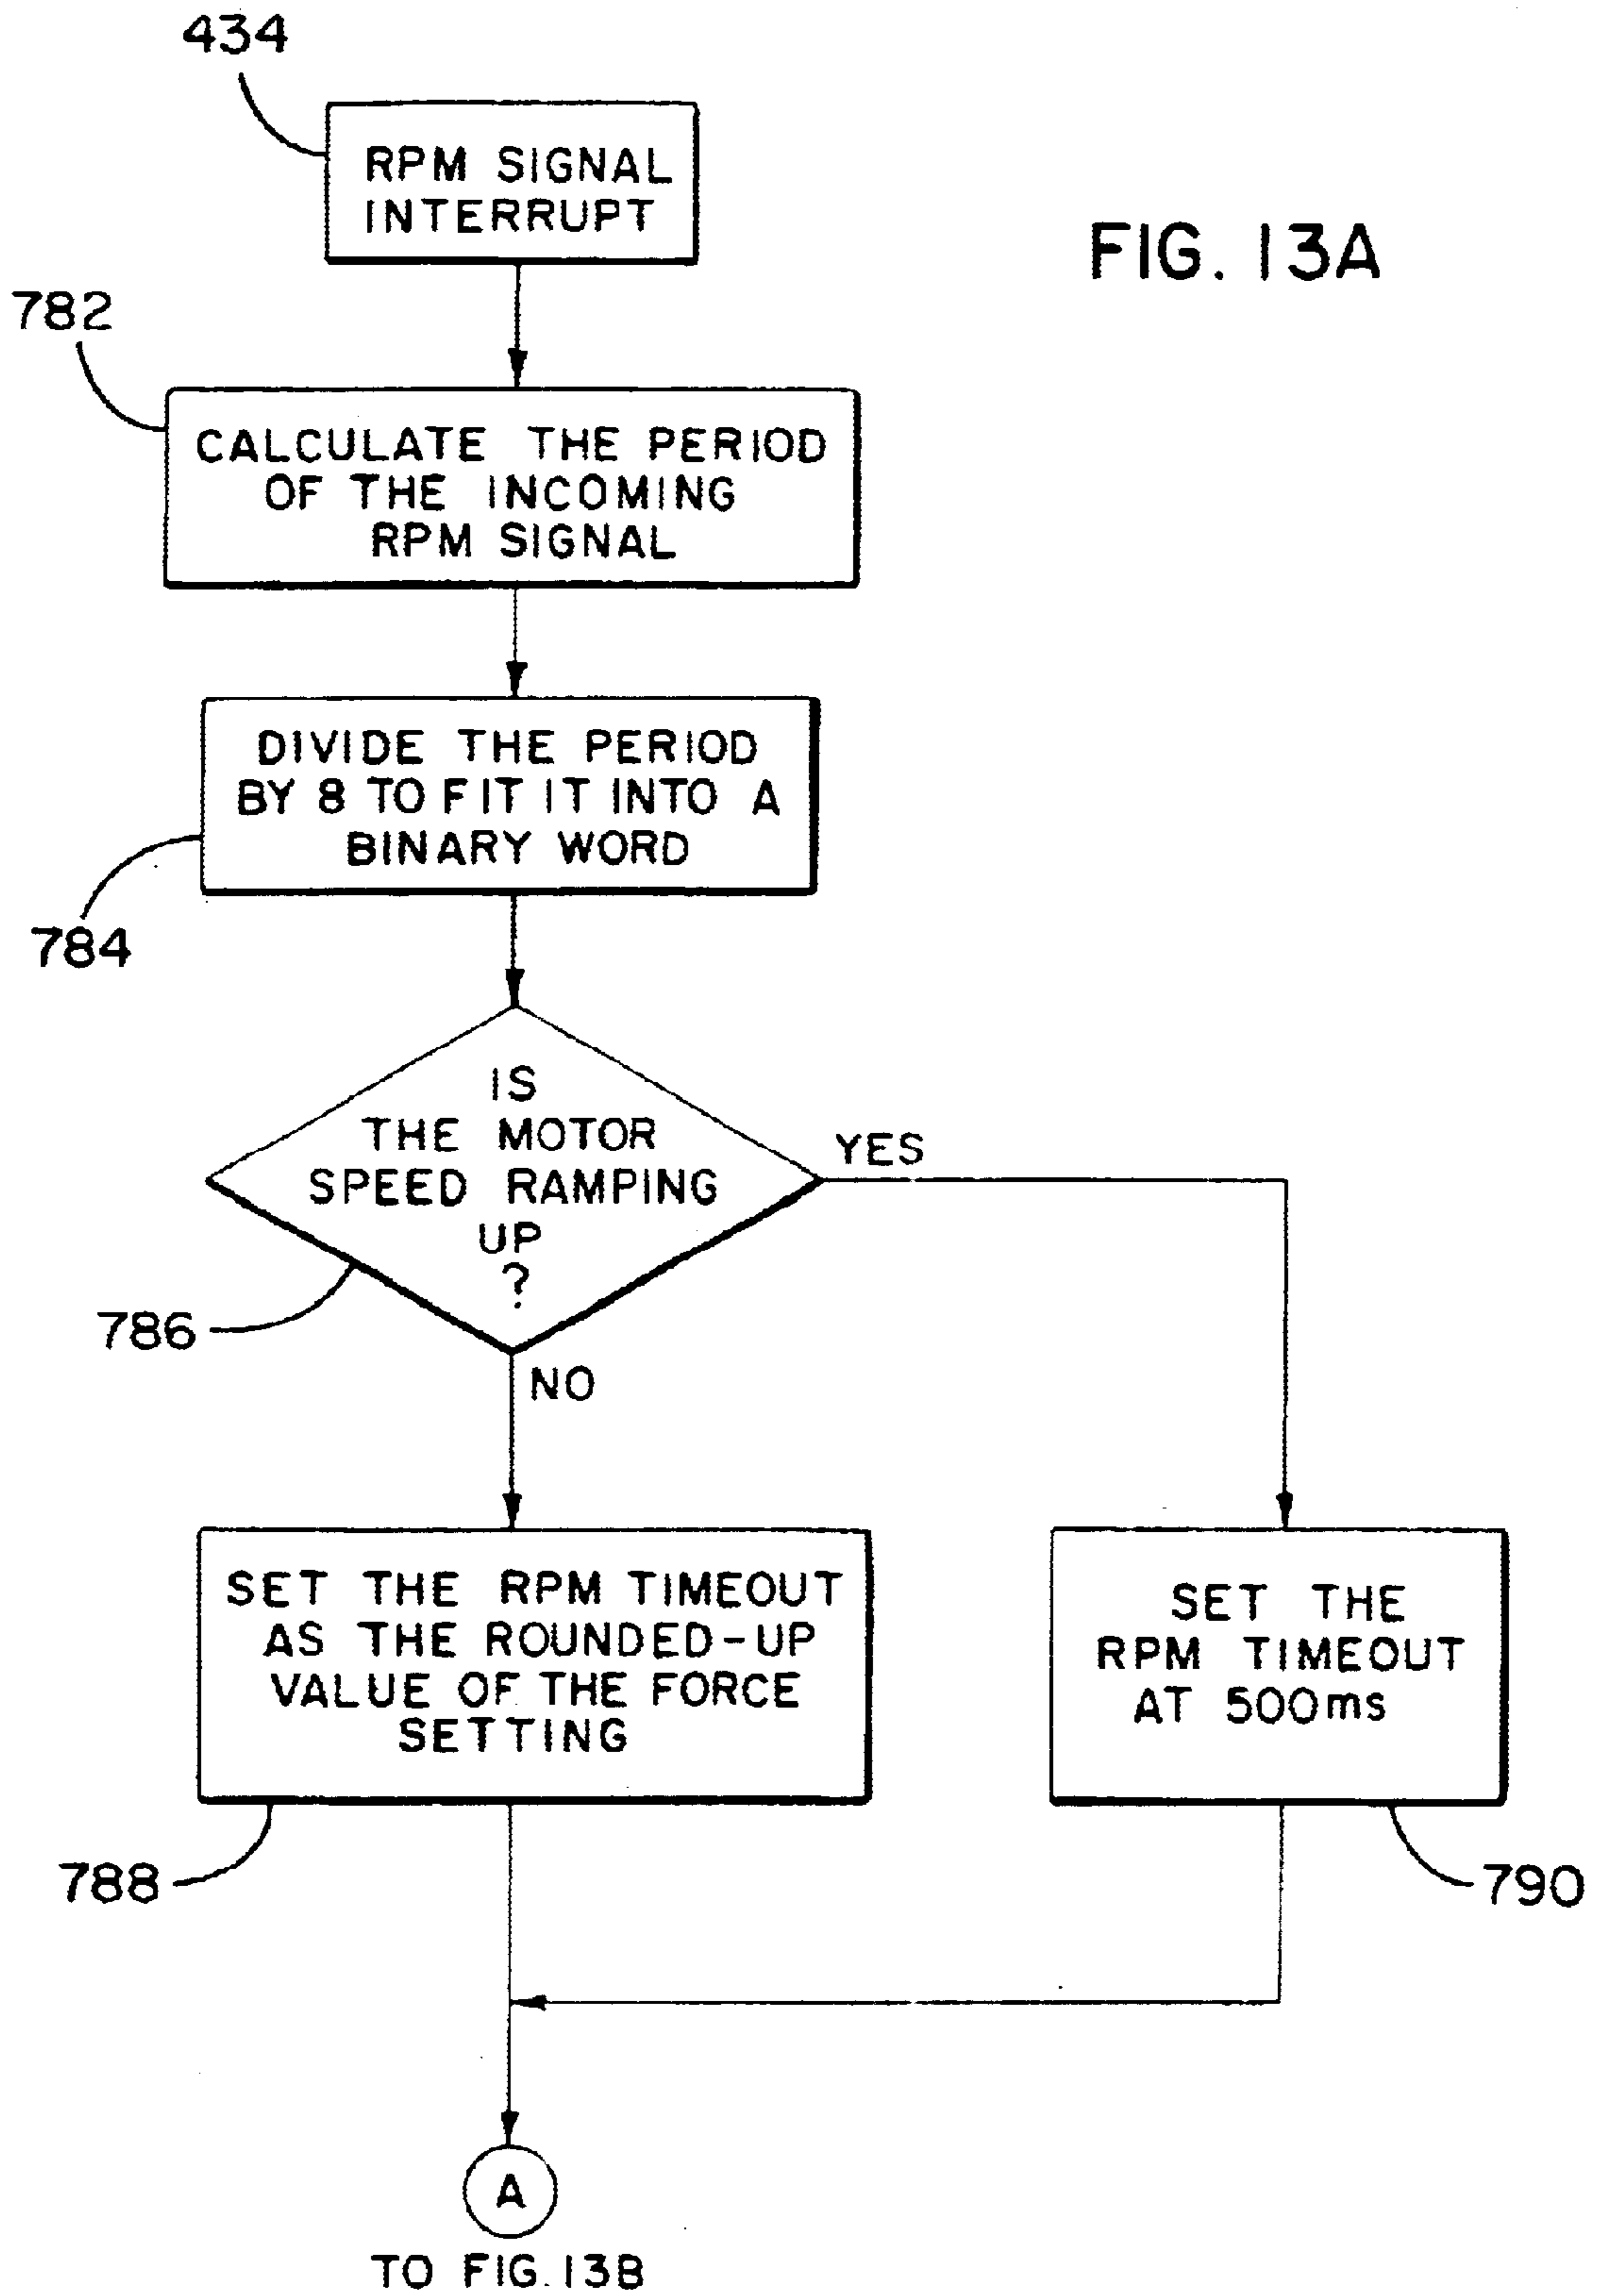 434
RPM SIGNAL
INTERRUPT
FIG. 13A
782
CALCULATE THE PERIOD
OF THE INCOMING
RPM SIGNAL
DIVIDE THE PERIOD
BY 8 TO FIT IT INTO A
BINARY WORD
784
IS
THE MOTOR
SPEED RAMPING
UP
?
YES
786
NO
SET THE RPM TIMEOUT
AS THE ROUNDED-UP
VALUE OF THE FORCE
SETTING
SET THE
RPM TIMEOUT
AT 500ms
788
790
A
TO FIG. 13B